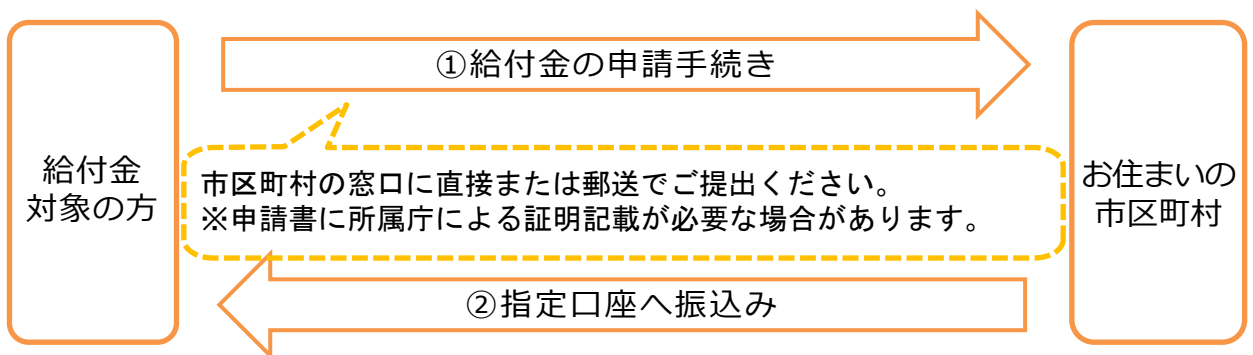 ①給付金の申請手続き
給付金
対象の方
市区町村の窓口に直接または郵送でご提出ください。
※申請書に所属庁による証明記載が必要な場合があります。
お住まいの
市区町村
②指定口座へ振込み